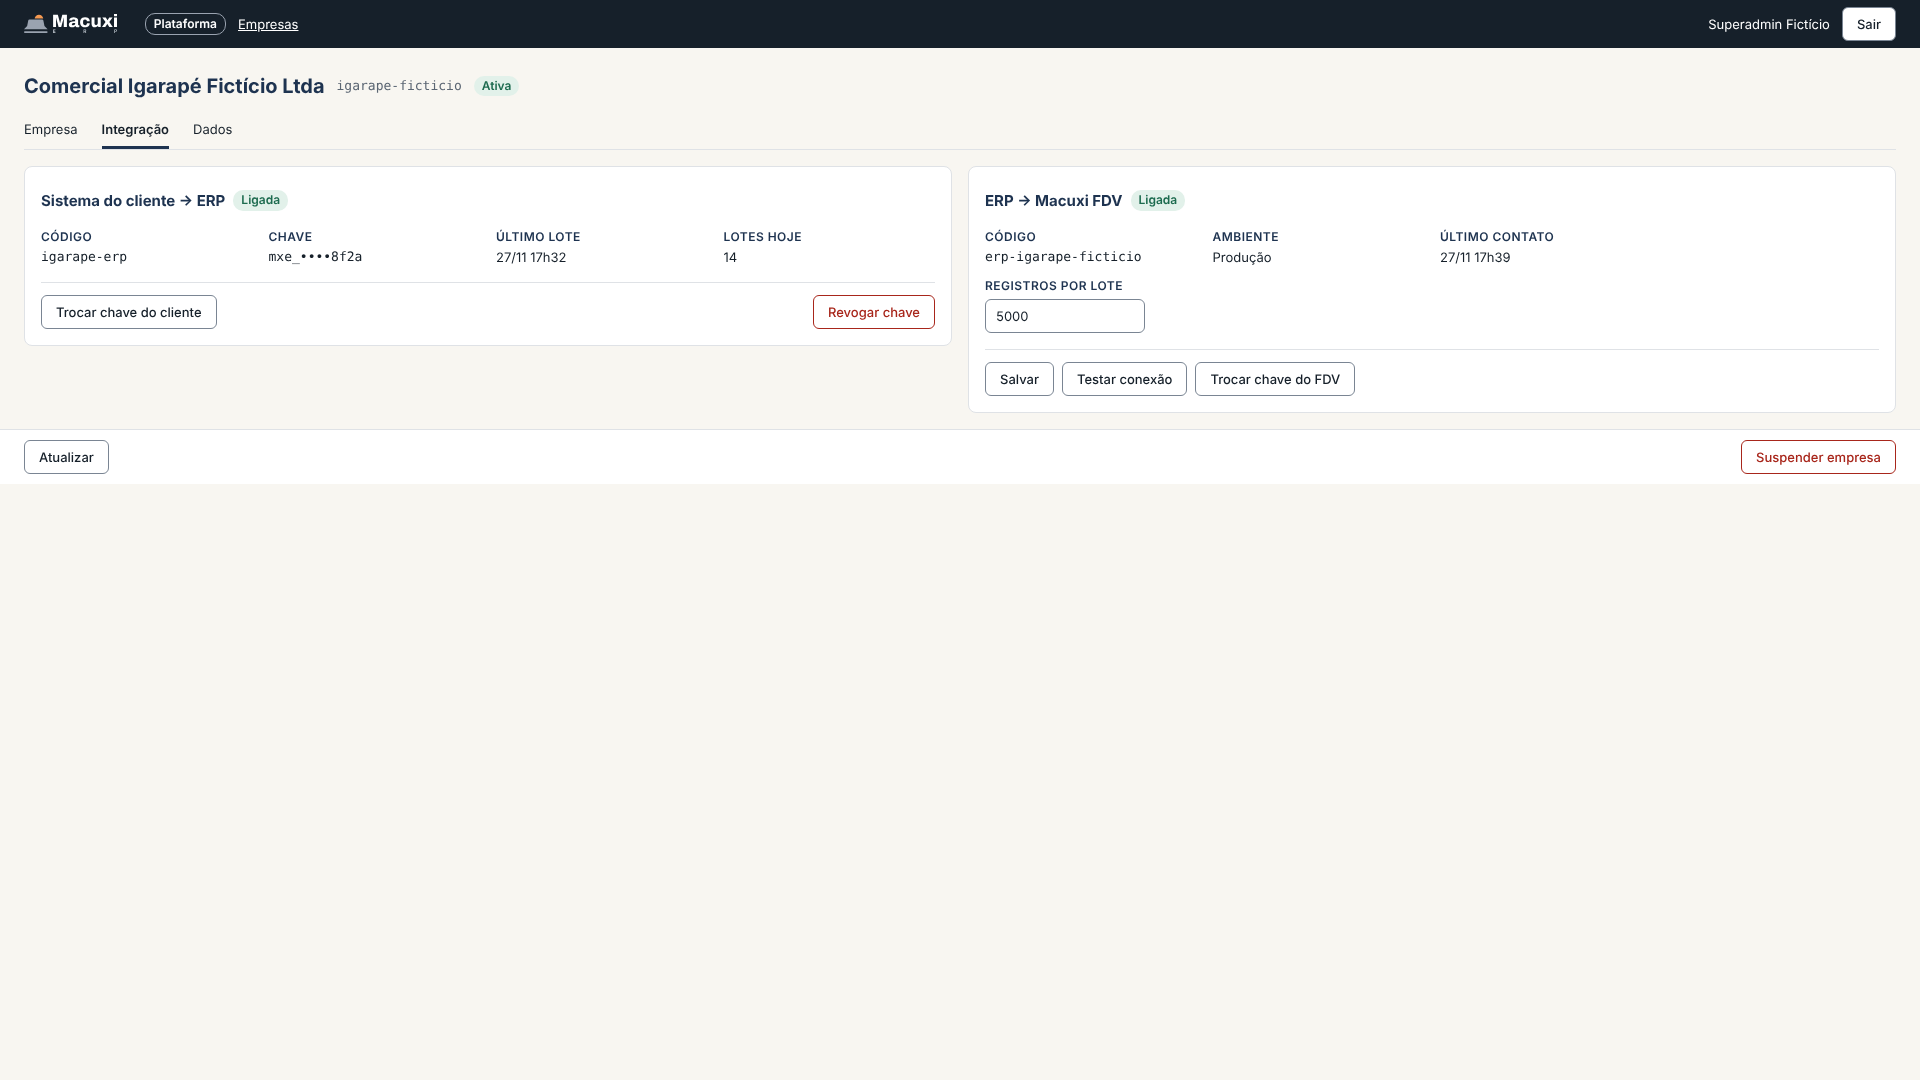 Macuxi
E R P
Plataforma
Empresas
Superadmin Fictício
Sair
Comercial Igarapé Fictício Ltda igarape-ficticio Ativa
Empresa Integração Dados
Sistema do cliente → ERP Ligada
CÓDIGO CHAVE ÚLTIMO LOTE LOTES HOJE
igarape-erp mxe_••••8f2a 27/11 17h32 14
Trocar chave do cliente Revogar chave
ERP → Macuxi FDV Ligada
CÓDIGO AMBIENTE ÚLTIMO CONTATO
erp-igarape-ficticio Produção 27/11 17h39
REGISTROS POR LOTE
5000
Salvar Testar conexão Trocar chave do FDV
Atualizar Suspender empresa